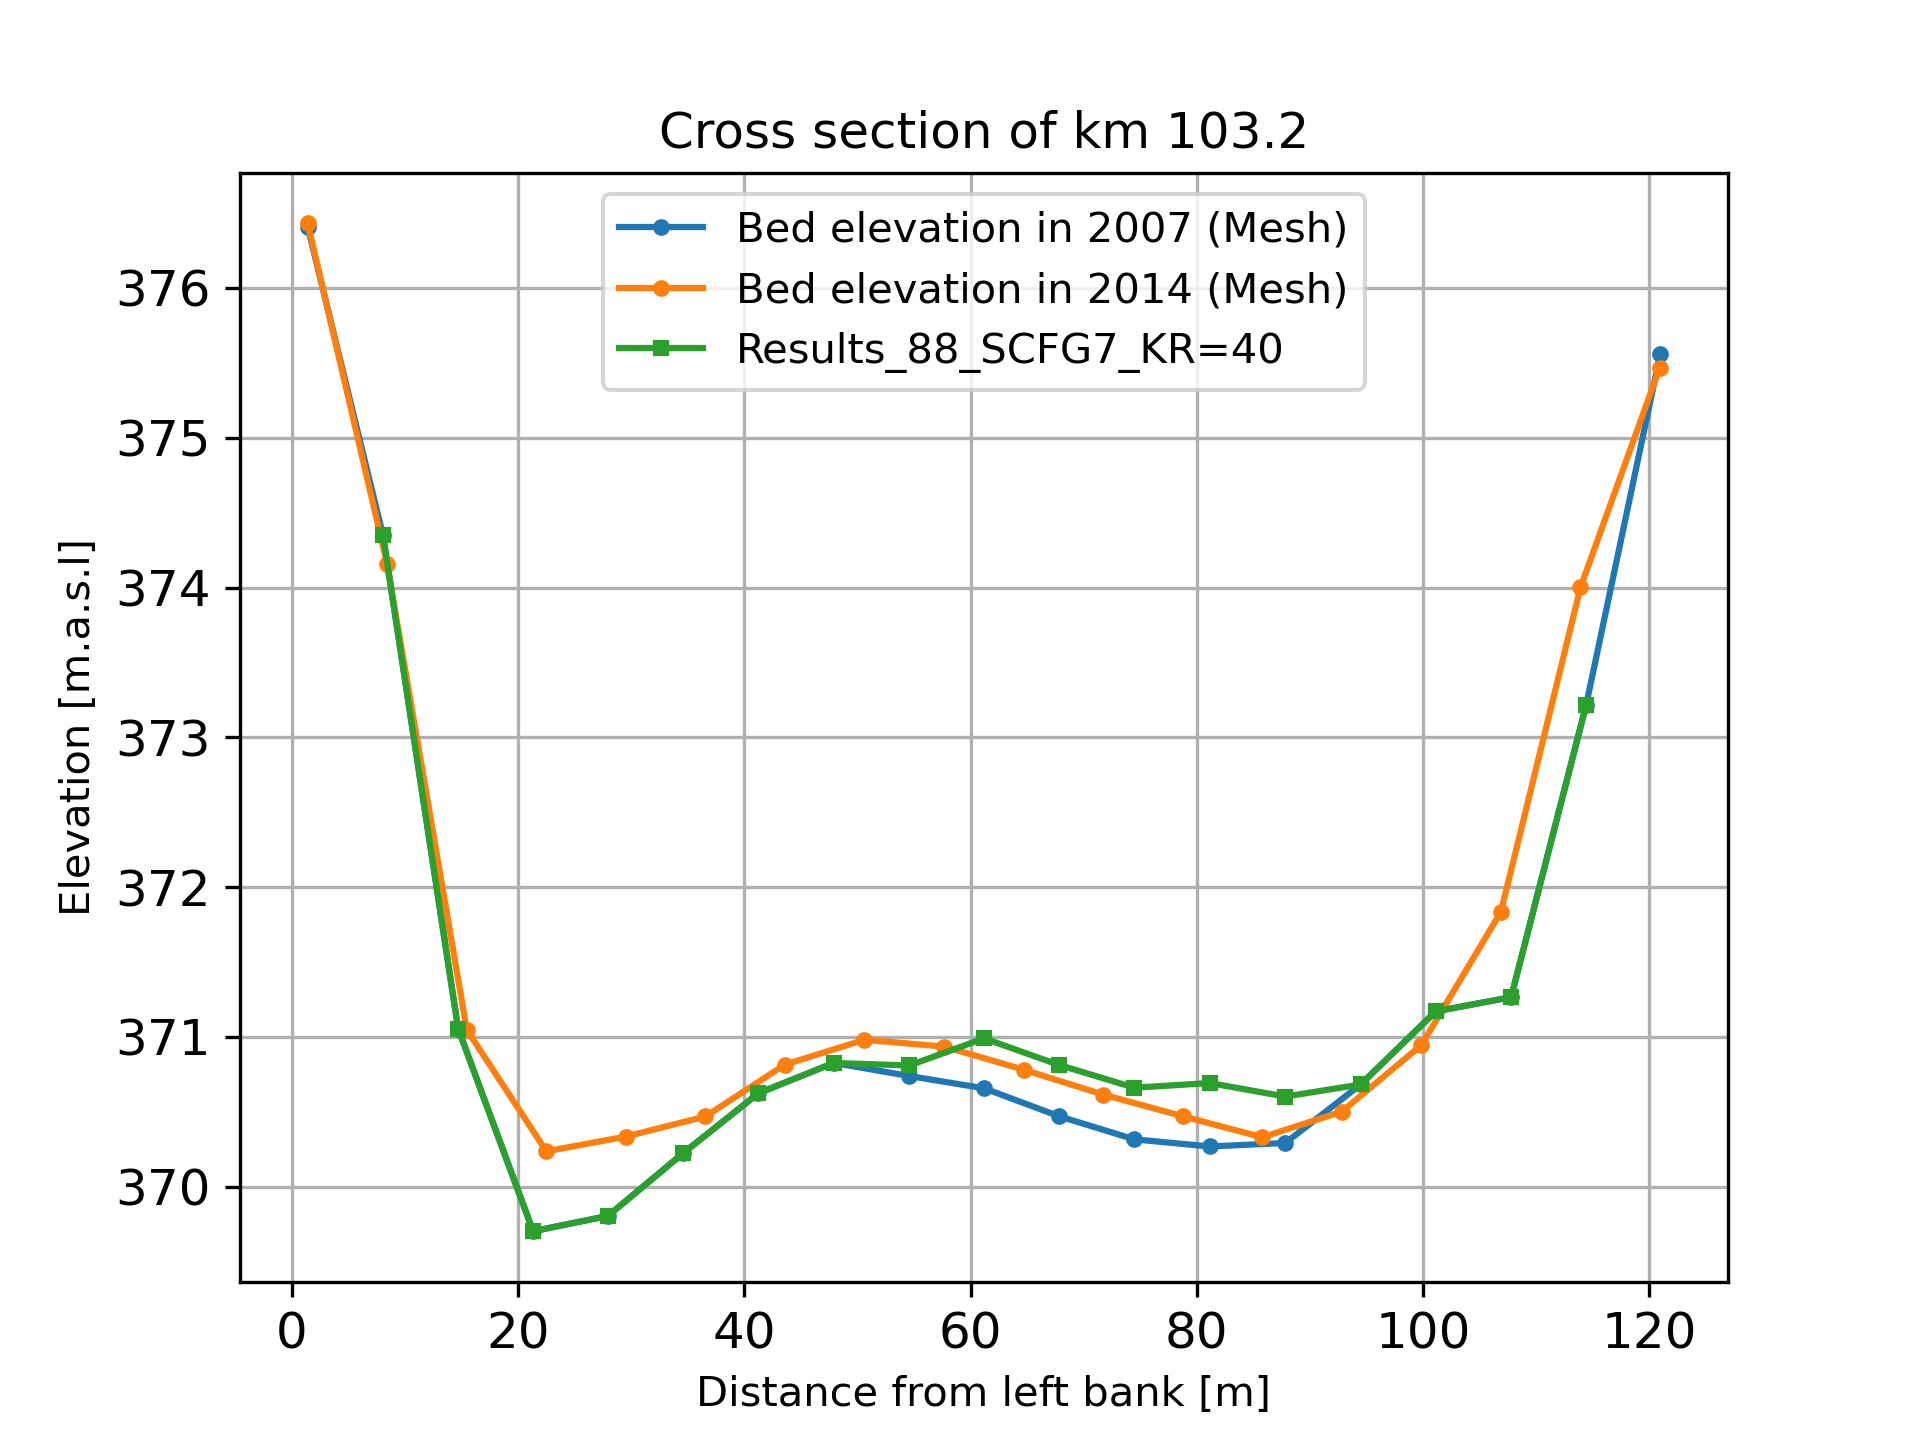 Cross section of km 103.2
Bed elevation in 2007 (Mesh)
Bed elevation in 2014 (Mesh)
Results_88_SCFG7_KR=40
376
375
374
373
372
371
370
Elevation [m.a.s.l]
0 20 40 60 80 100 120
Distance from left bank [m]